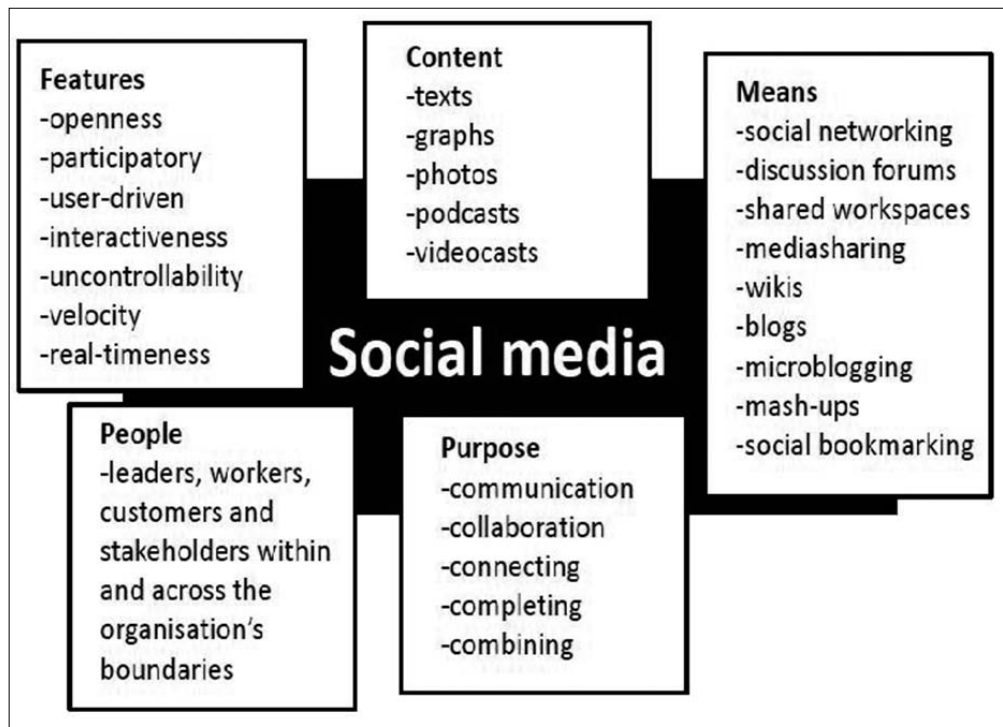 Features
-openness
-participatory
-user-driven
-interactiveness
-uncontrollability
-velocity
-real-timeness
Content
-texts
-graphs
-photos
-podcasts
-videocasts
Means
-social networking
-discussion forums
-shared workspaces
-mediasharing
-wikis
-blogs
-microblogging
-mash-ups
-social bookmarking
Social media
People
-leaders, workers,
customers and
stakeholders within
and across the
organisation's
boundaries
Purpose
-communication
-collaboration
-connecting
-completing
-combining